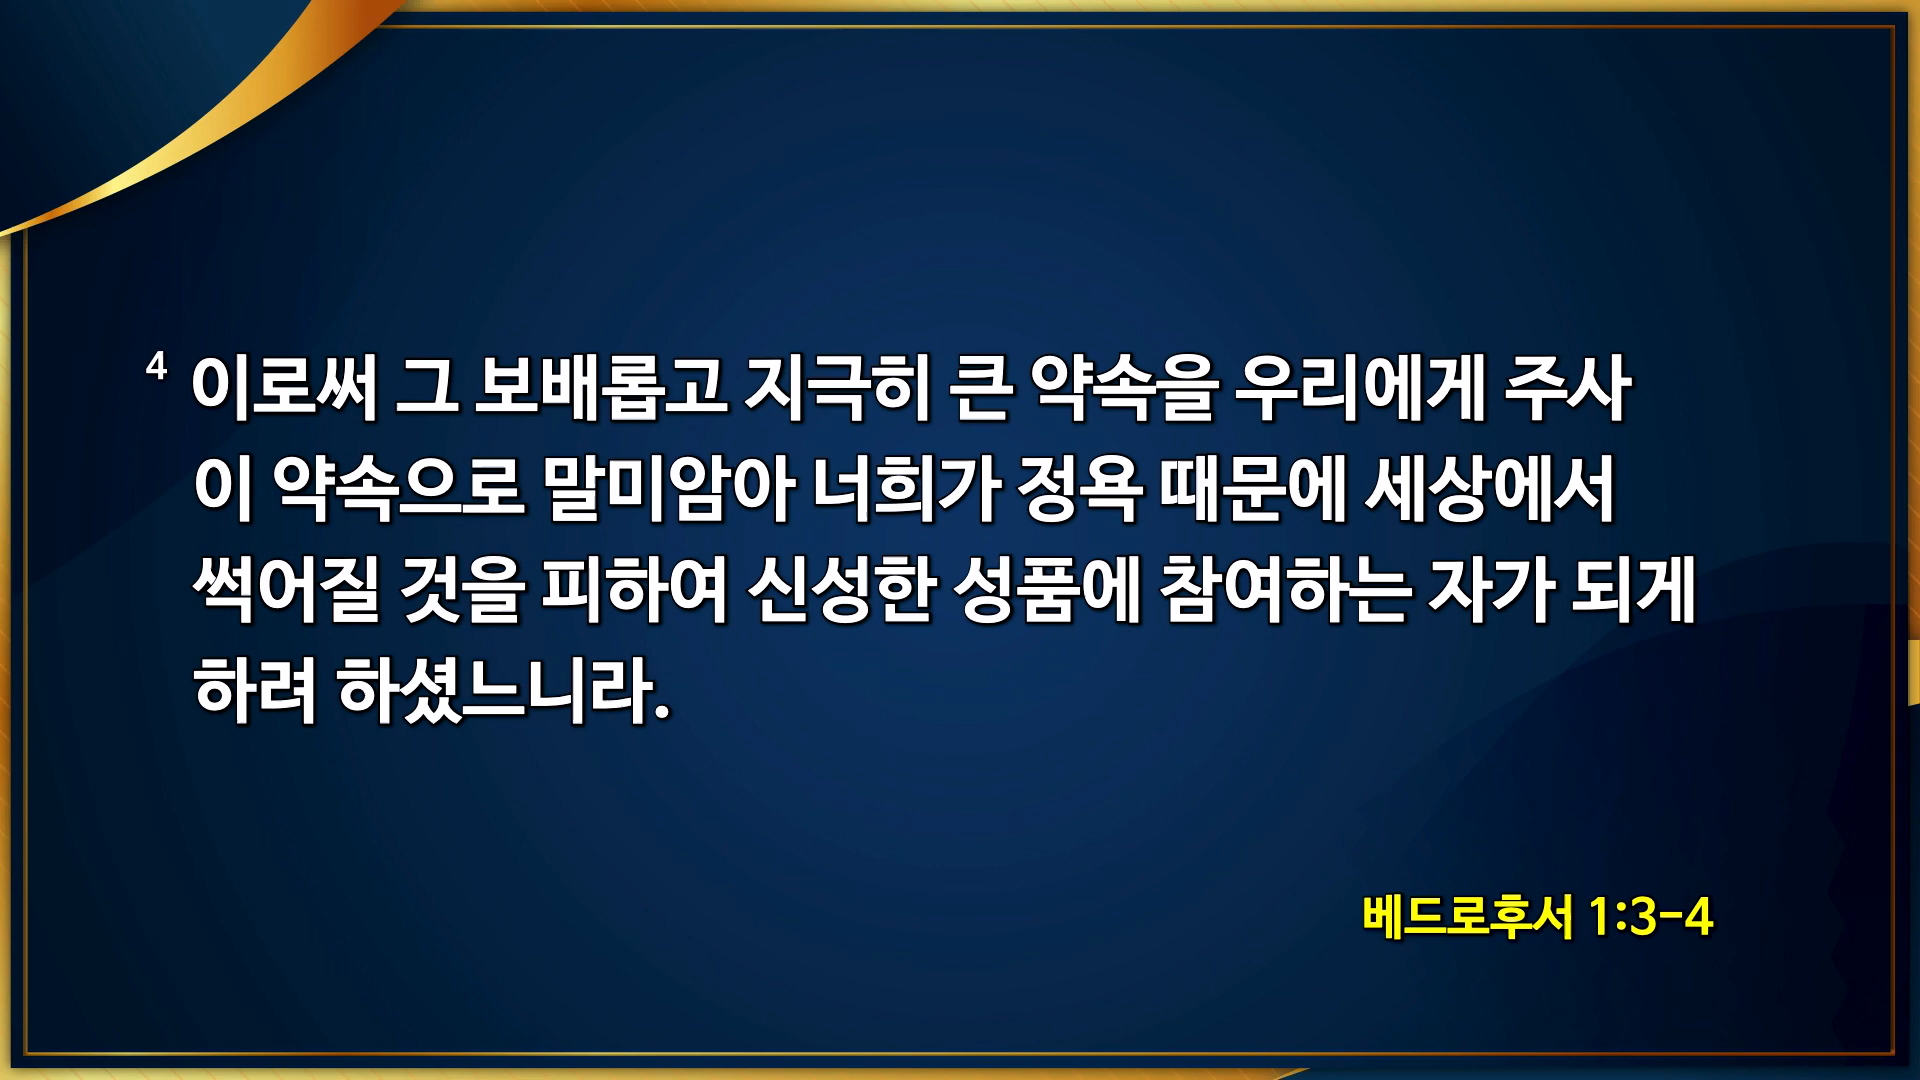 4 이로써 그 보배롭고 지극히 큰 약속을 우리에게 주사
이 약속으로 말미암아 너희가 정욕 때문에 세상에서
썩어질 것을 피하여 신성한 성품에 참여하는 자가 되게
하려 하셨느니라.
베드로후서 1:3-4